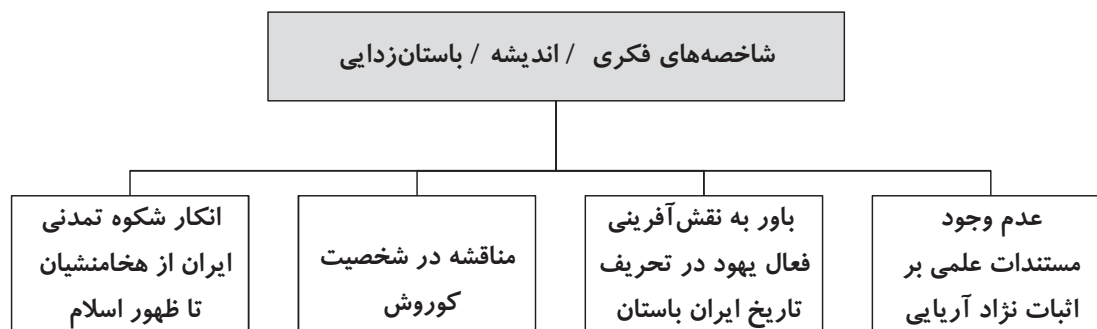 شاخصه‌های فکری / اندیشه / باستان‌زدایی
عدم وجود
مستندات علمی بر
اثبات نژاد آریایی
باور به نقش‌آفرینی
فعال یهود در تحریف
تاریخ ایران باستان
مناقشه در شخصیت
کوروش
انکار شکوه تمدنی
ایران از هخامنشیان
تا ظهور اسلام